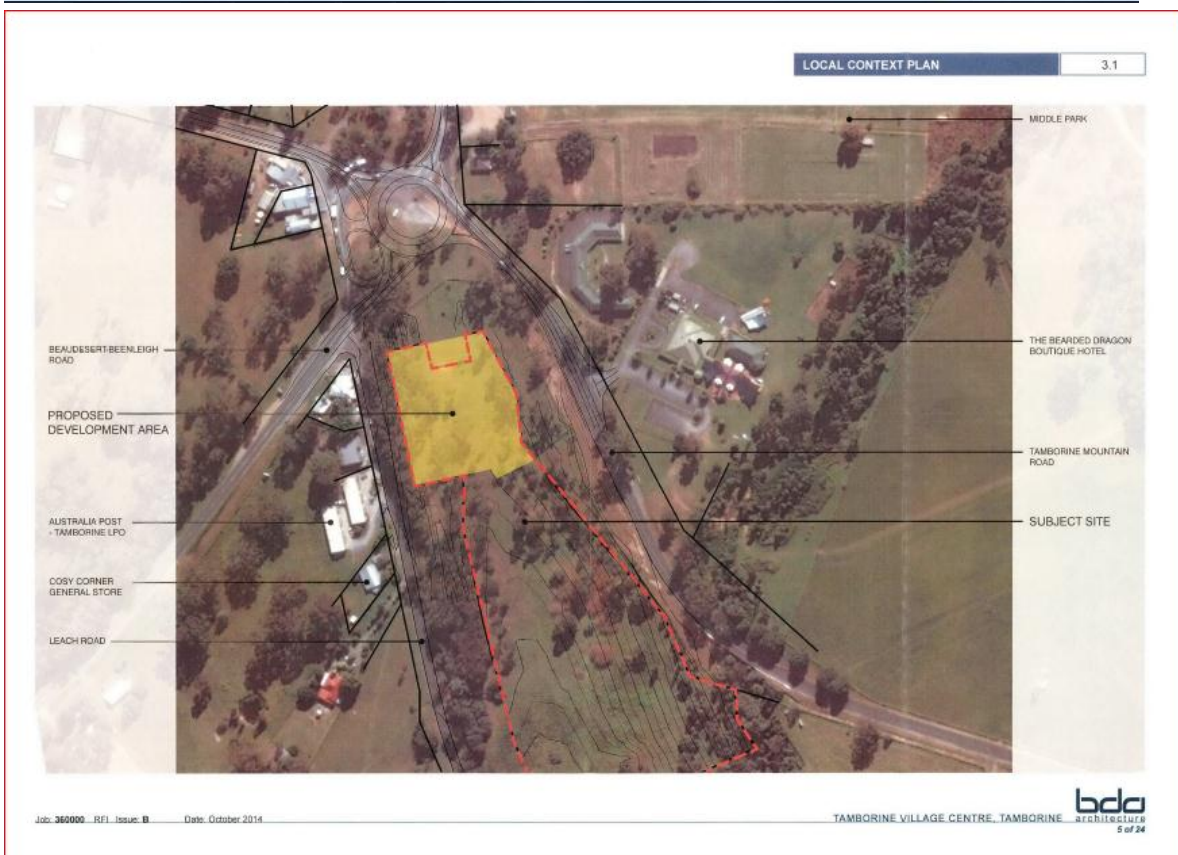 LOCAL CONTEXT PLAN 3.1
MIDDLE PARK
BEAUDESERT-BEENLEIGH
ROAD
THE BEARDED DRAGON
BOUTIQUE HOTEL
PROPOSED
DEVELOPMENT AREA
TAMBORINE MOUNTAIN
ROAD
AUSTRALIA POST
- TAMBORINE LPO
SUBJECT SITE
COSY CORNER
GENERAL STORE
LEACH ROAD
Job: 360000 RFI Issue: B Date: October 2014
TAMBORINE VILLAGE CENTRE, TAMBORINE
bda
architecture
5 of 24